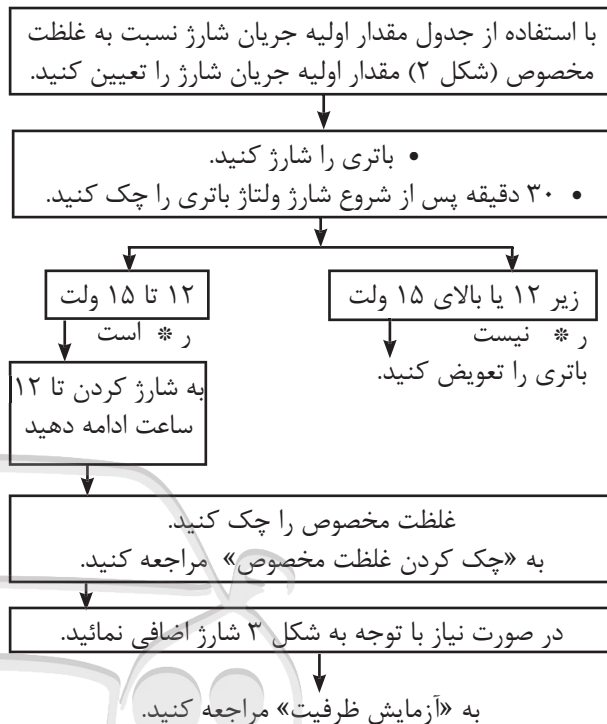 با استفاده از جدول مقدار اولیه جریان شارژ نسبت به غلظت
مخصوص (شکل ۲) مقدار اولیه جریان شارژ را تعیین کنید.
• باتری را شارژ کنید.
• ۳۰ دقیقه پس از شروع شارژ ولتاژ باتری را چک کنید.
زیر ۱۲ یا بالای ۱۵ ولت
۱۲ تا ۱۵ ولت
ر * نیست
ر * است
باتری را تعویض کنید.
به شارژ کردن تا ۱۲
ساعت ادامه دهید
غلظت مخصوص را چک کنید.
به «چک کردن غلظت مخصوص» مراجعه کنید.
در صورت نیاز با توجه به شکل ۳ شارژ اضافی نمائید.
به «آزمایش ظرفیت» مراجعه کنید.